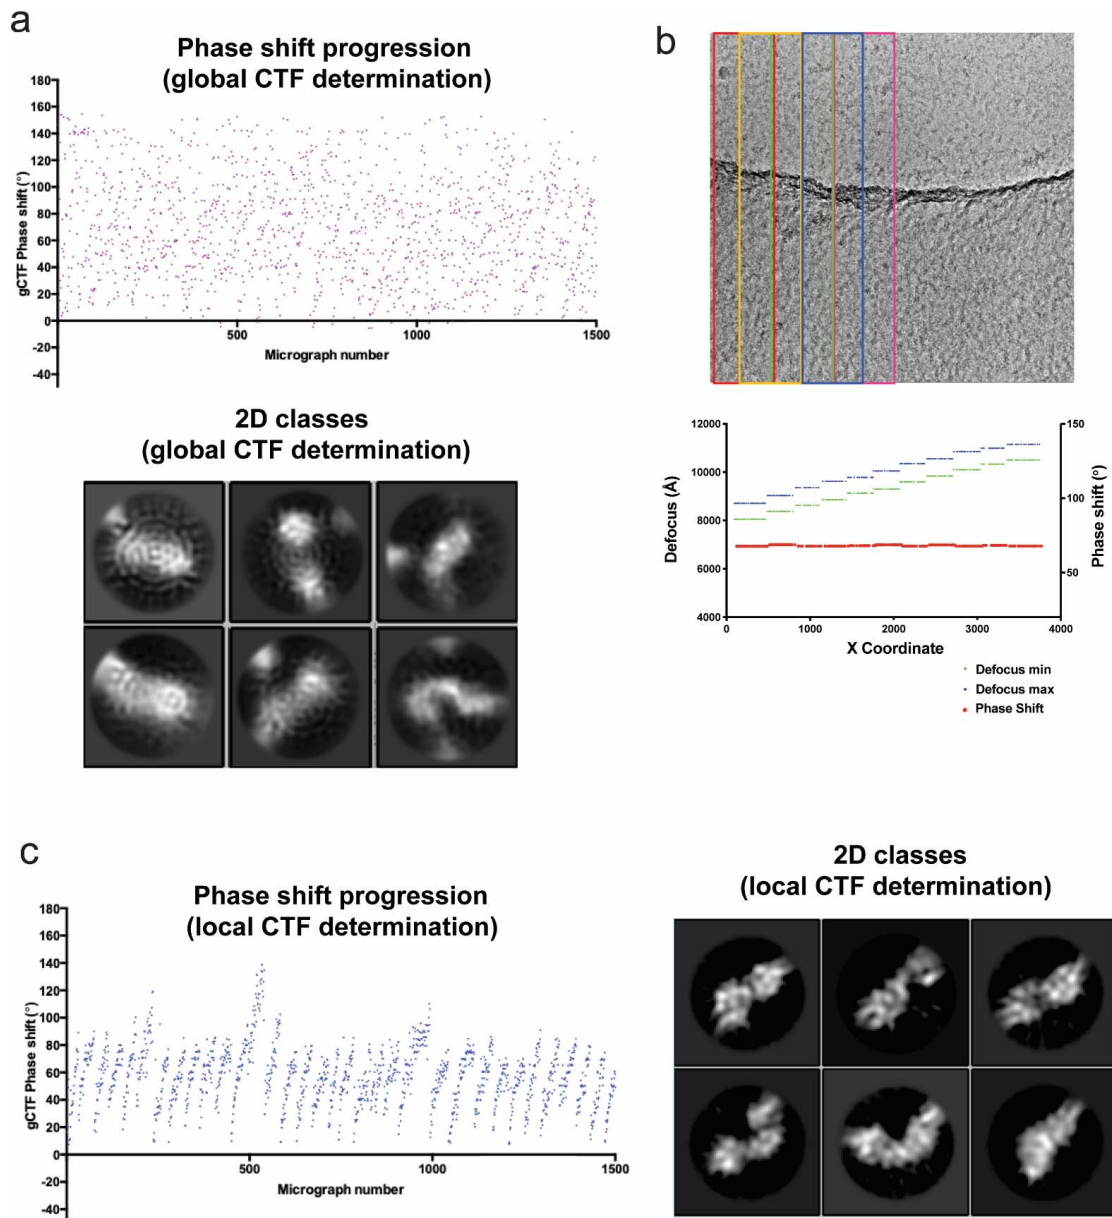 a
Phase shift progression
(global CTF determination)
180
160
140
120
100
80
60
40
20
0
-20
-40
gCTF Phase shift (°)
500
1000
1500
Micrograph number
2D classes
(global CTF determination)
b
12000
10000
8000
6000
4000
Defocus (Å)
150
100
50
Phase shift (°)
0
1000
2000
3000
4000
X Coordinate
Defocus min
Defocus max
Phase Shift
c
Phase shift progression
(local CTF determination)
180
160
140
120
100
80
60
40
20
0
-20
-40
gCTF Phase shift (°)
500
1000
1500
Micrograph number
2D classes
(local CTF determination)